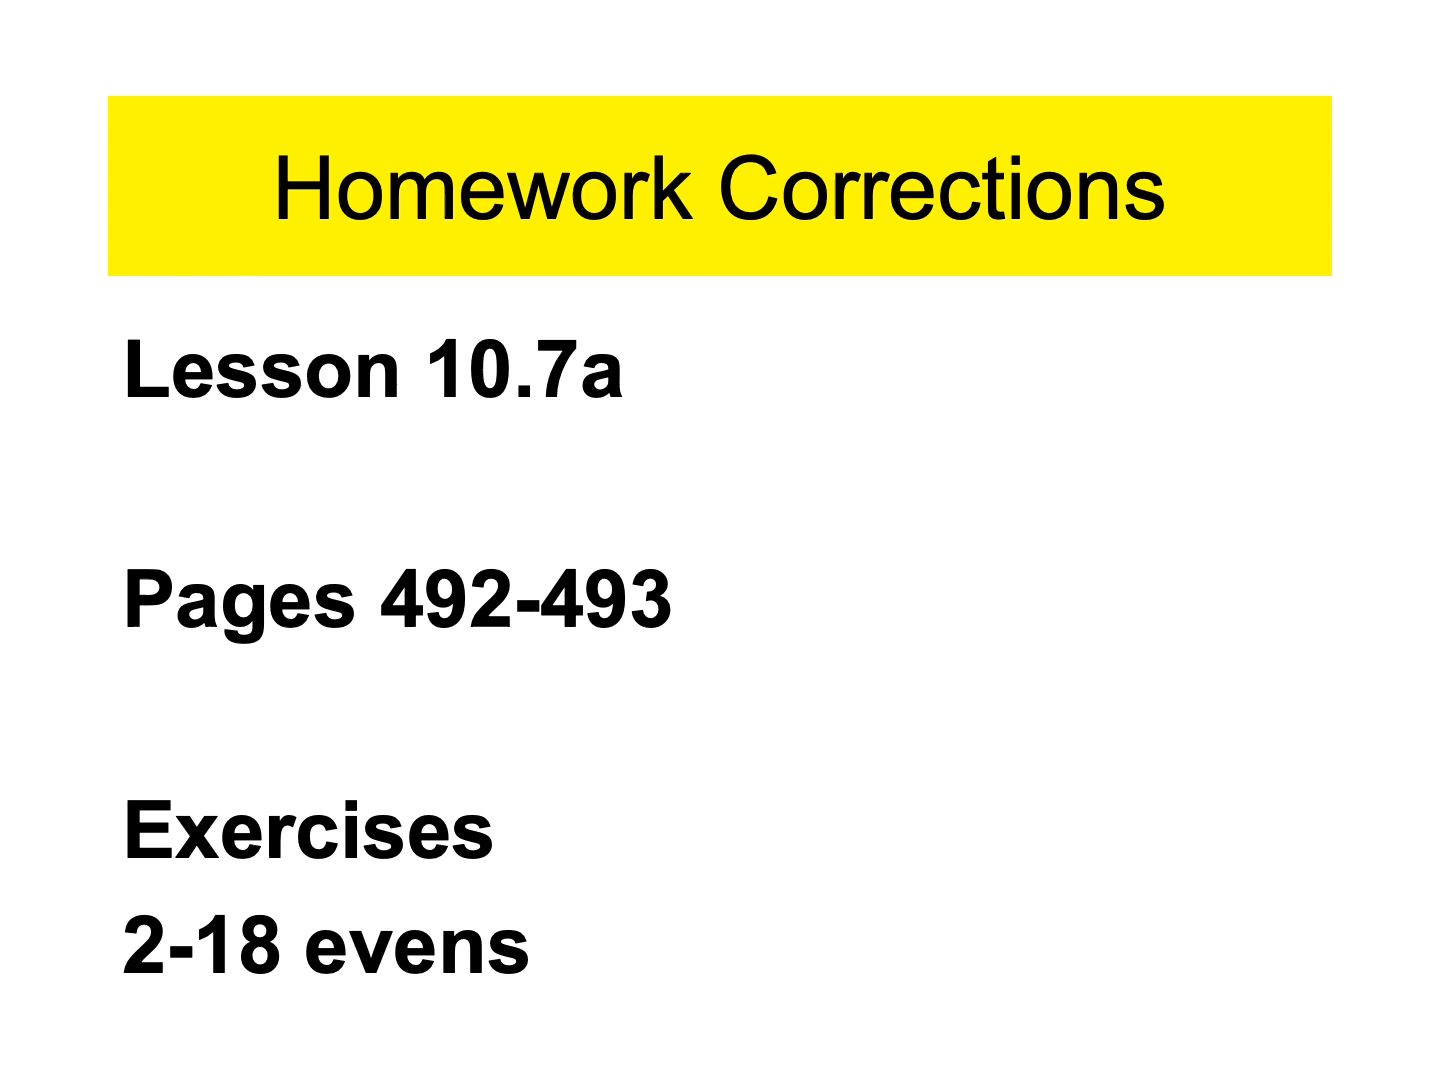 Homework Corrections
Lesson 10.7a
Pages 492-493
Exercises
2-18 evens